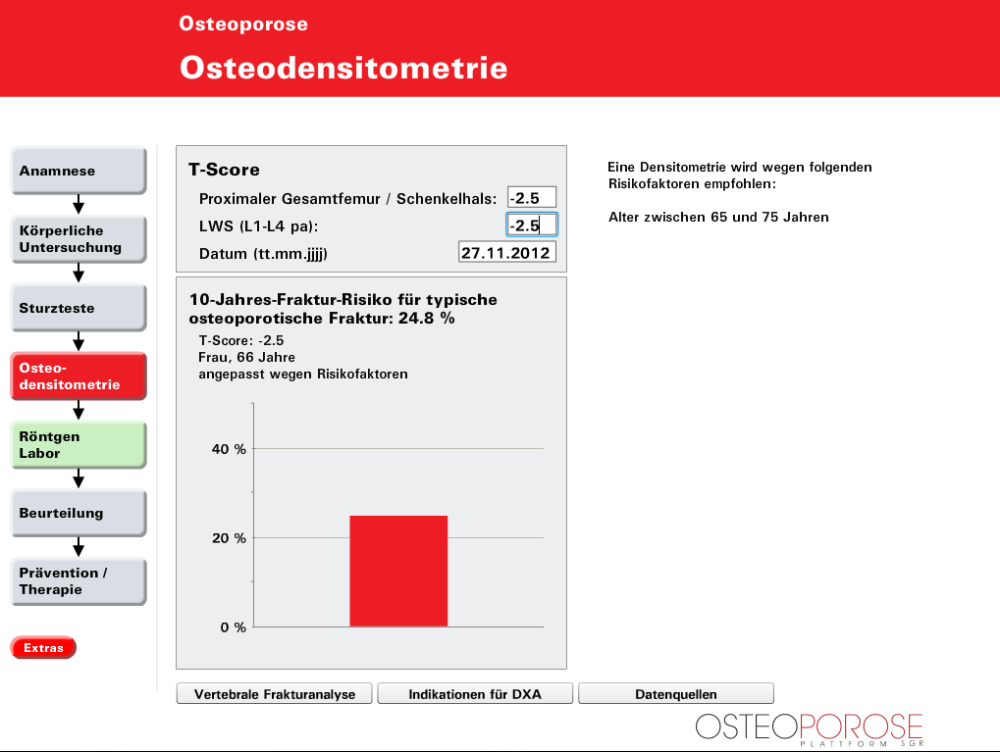 Osteoporose
Osteodensitometrie
Anamnese
Körperliche
Untersuchung
Sturzteste
Osteo-
densitometrie
Röntgen
Labor
Beurteilung
Prävention /
Therapie
Extras
T-Score
Proximaler Gesamtfemur / Schenkelhals: -2.5
LWS (L1-L4 pa): -2.5
Datum (tt.mm.jjjj) 27.11.2012
10-Jahres-Fraktur-Risiko für typische
osteoporotische Fraktur: 24.8 %
T-Score: -2.5
Frau, 66 Jahre
angepasst wegen Risikofaktoren
40 %
20 %
0 %
Eine Densitometrie wird wegen folgenden
Risikofaktoren empfohlen:
Alter zwischen 65 und 75 Jahren
Vertebrale Frakturanalyse
Indikationen für DXA
Datenquellen
OSTEOPOROSE
PLATTFORM SGR